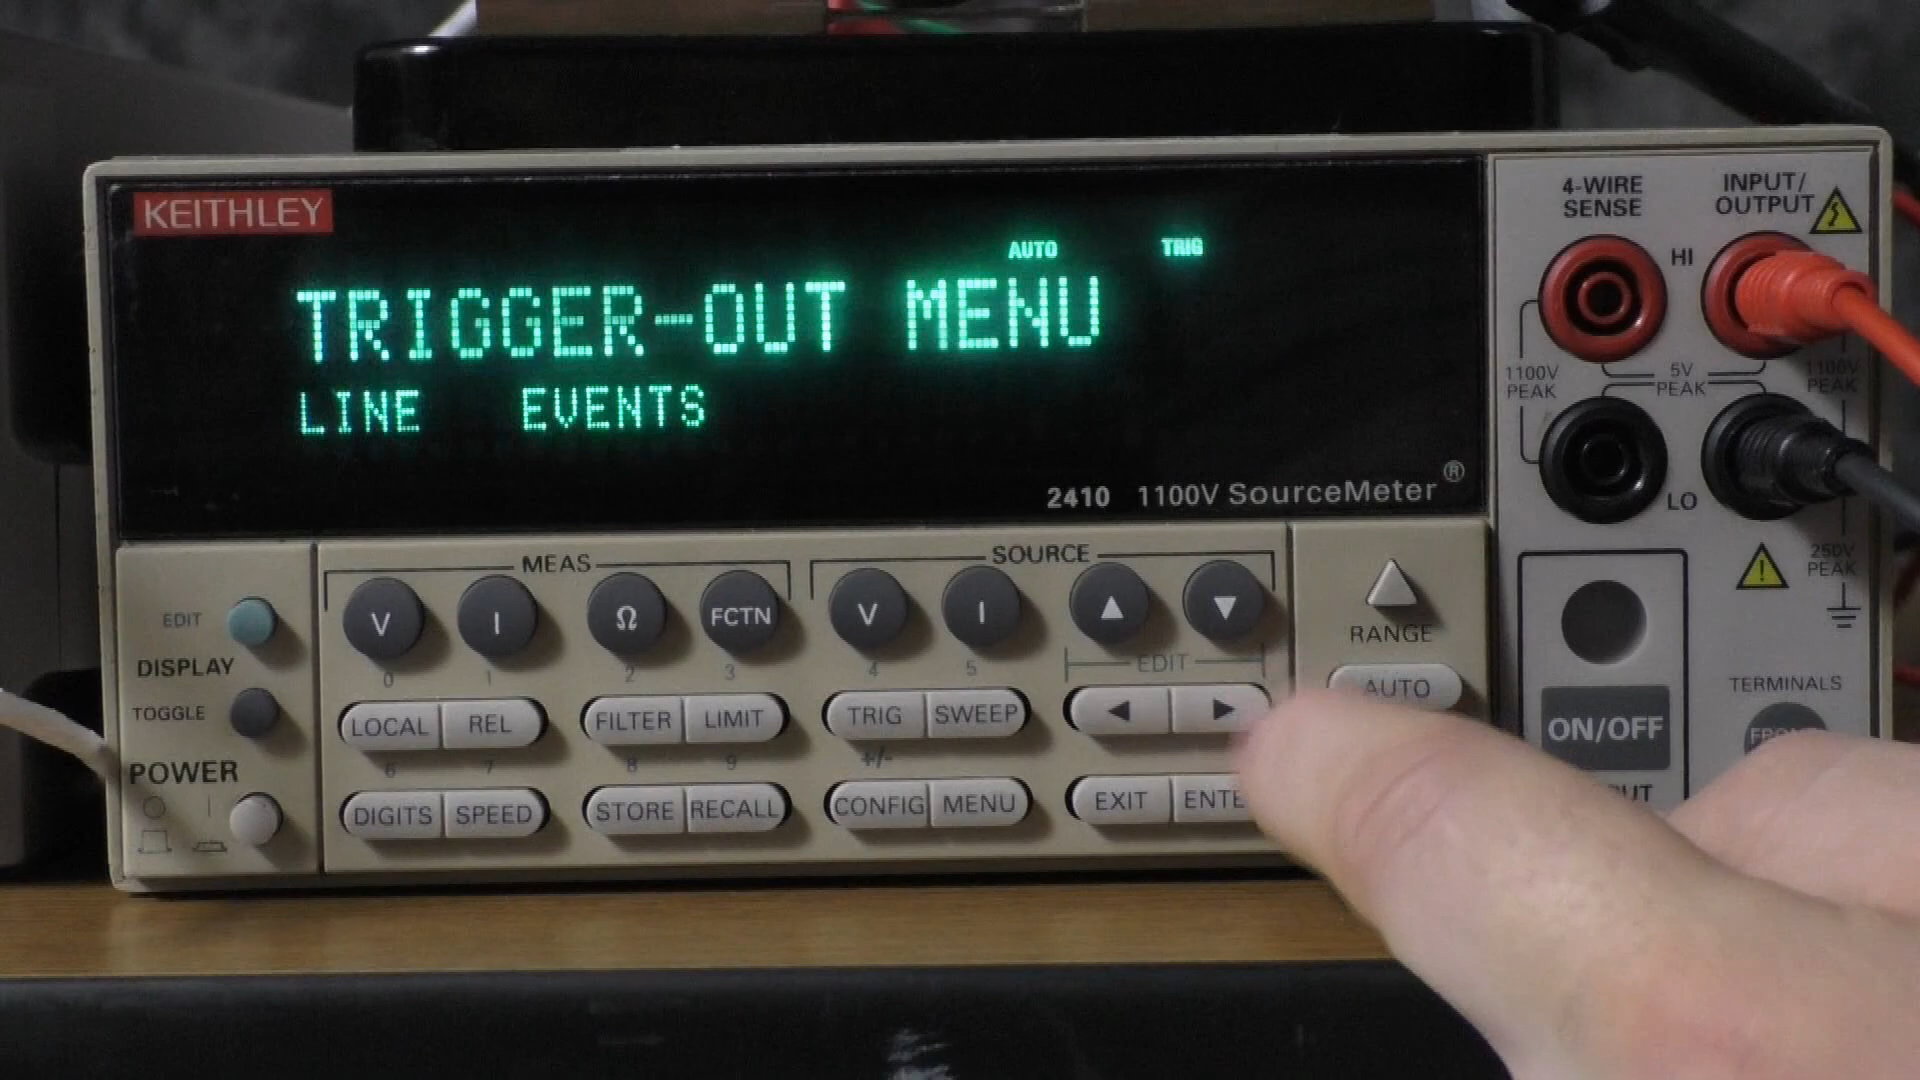 KEITHLEY
AUTO TRIG
TRIGGER-OUT MENU
LINE EVENTS
2410 1100V SourceMeter®
4-WIRE SENSE
INPUT/OUTPUT
HI
1100V PEAK
5V PEAK
1100V PEAK
LO
250V PEAK
MEAS
SOURCE
EDIT
DISPLAY
TOGGLE
POWER
V I Ω FCTN V I ▲ ▼
0 1 2 3 4 5 EDIT
LOCAL REL FILTER LIMIT TRIG SWEEP ◀ ▶
6 7 8 9 +/-
DIGITS SPEED STORE RECALL CONFIG MENU EXIT
RANGE
AUTO
ON/OFF
TERMINALS